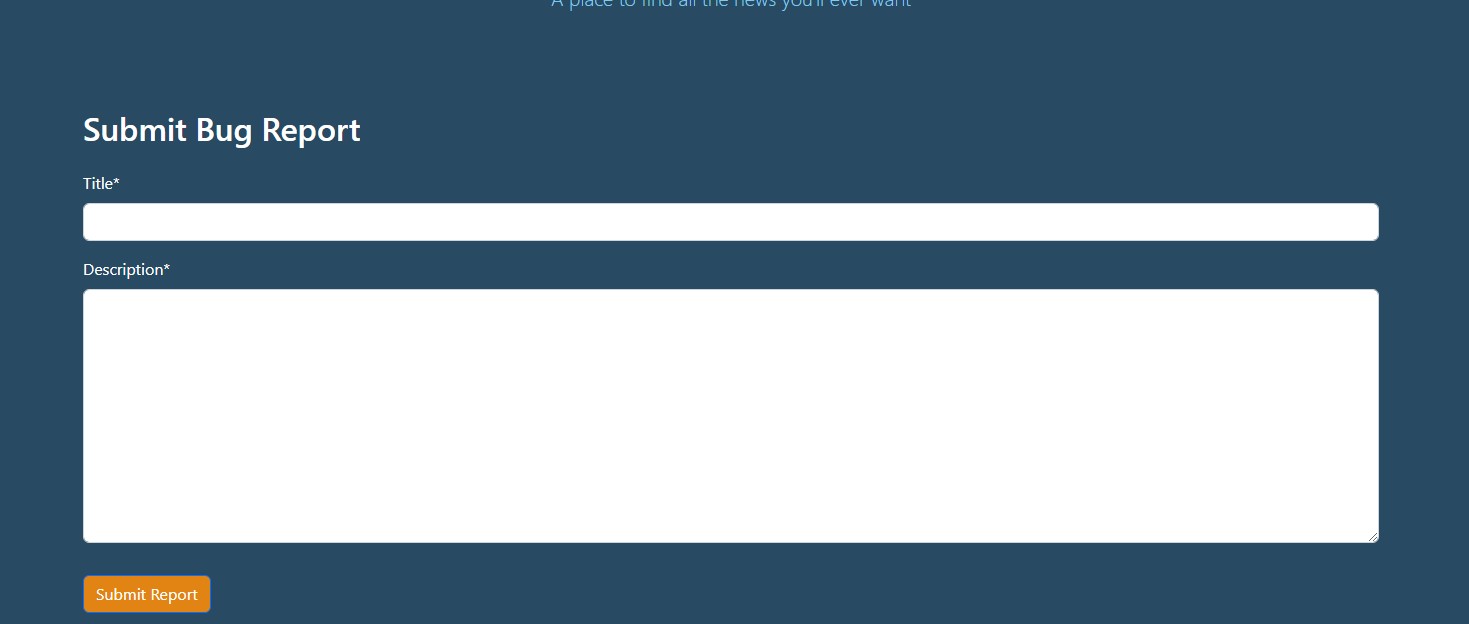 A place to find all the news you'll ever want
Submit Bug Report
Title*
Description*
Submit Report